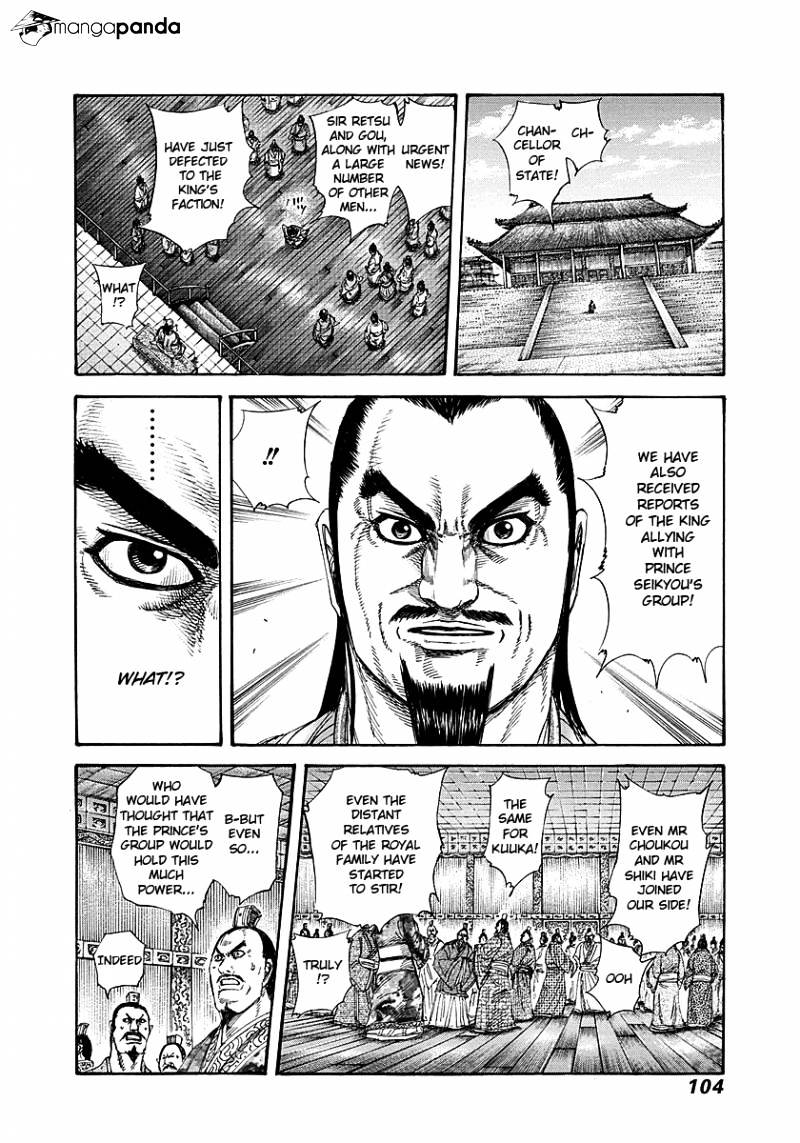 mangapanda
CH-
CHAN-
CELLOR
OF
STATE!
URGENT
NEWS!
SIR RETSU
AND GOU,
ALONG WITH
A LARGE
NUMBER
OF OTHER
MEN...
HAVE JUST
DEFECTED
TO THE
KING'S
FACTION!
WHAT
!?
WE HAVE
ALSO
RECEIVED
REPORTS
OF THE KING
ALLYING
WITH
PRINCE
SEIKYOU'S
GROUP!
!!
WHAT!?
EVEN MR
CHOUKOU
AND MR
SHIKI HAVE
JOINED
OUR SIDE!
OOH
THE
SAME
FOR
KUUKA!
EVEN THE
DISTANT
RELATIVES
OF THE ROYAL
FAMILY HAVE
STARTED
TO STIR!
TRULY
!?
B-BUT
EVEN
SO...
WHO
WOULD HAVE
THOUGHT THAT
THE PRINCE'S
GROUP WOULD
HOLD THIS
MUCH
POWER...
INDEED
104